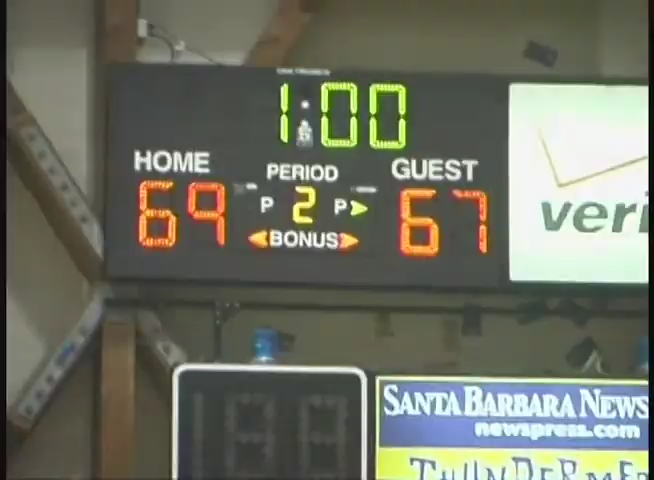 1:00
HOME PERIOD GUEST
69 P 2 P 67
BONUS
veri
SANTA BARBARA NEWS
newspress.com